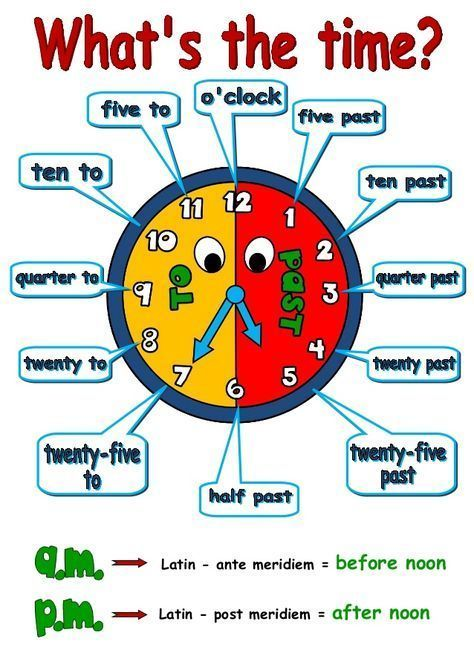 What's the time?
o'clock
five to
five past
ten to
ten past
11 12 1
10 2
quarter to
9 TO PAST 3
quarter past
8 4
twenty to
twenty past
7 6 5
twenty-five
to
twenty-five
past
half past
a.m. Latin - ante meridiem = before noon
p.m. Latin - post meridiem = after noon